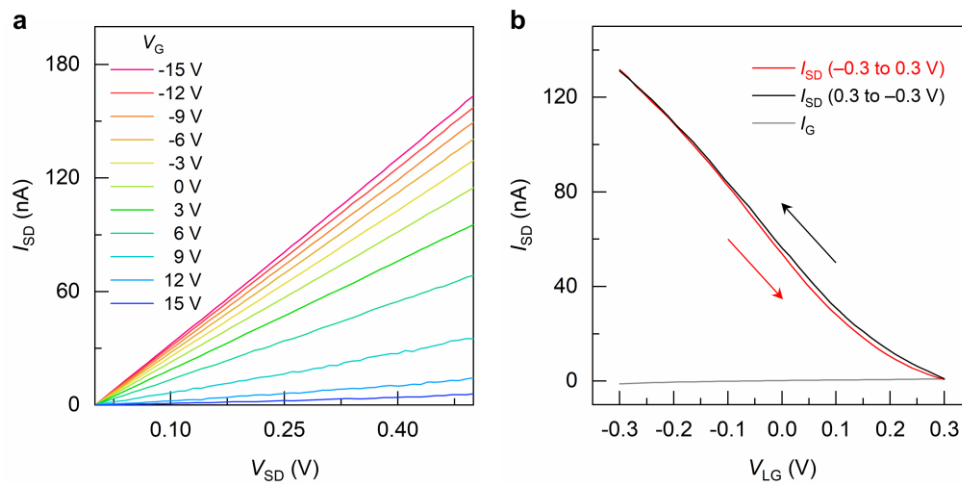 a
V_G
-15 V
-12 V
-9 V
-6 V
-3 V
0 V
3 V
6 V
9 V
12 V
15 V
180
120
60
0
I_SD (nA)
0.10 0.25 0.40
V_SD (V)
b
I_SD (–0.3 to 0.3 V)
I_SD (0.3 to –0.3 V)
I_G
120
80
40
0
I_SD (nA)
-0.3 -0.2 -0.1 0.0 0.1 0.2 0.3
V_LG (V)